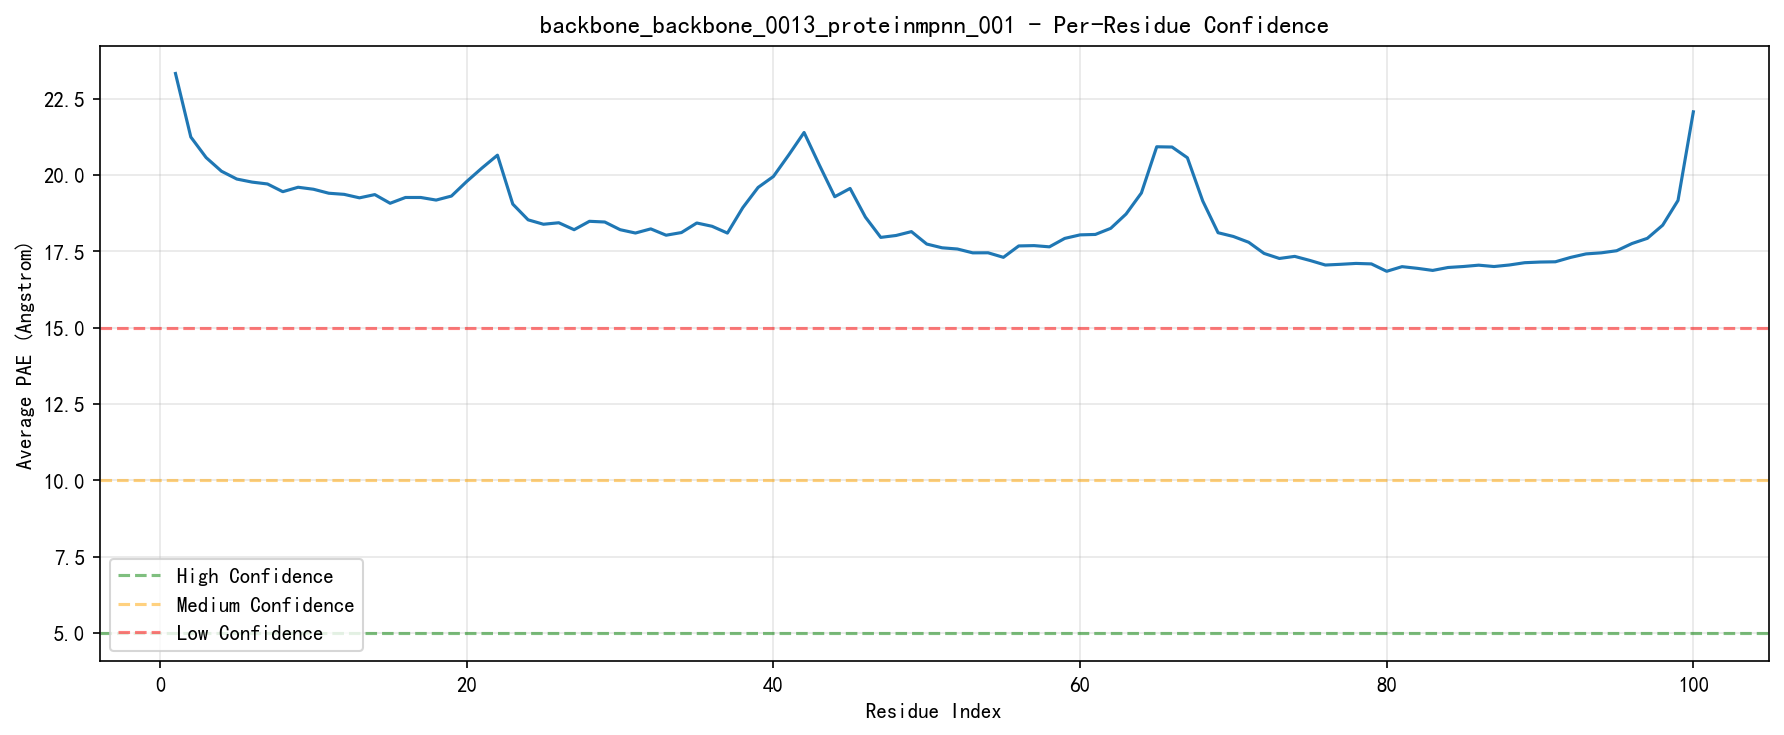 backbone_backbone_0013_proteinmpnn_001 - Per-Residue Confidence
Average PAE (Angstrom)
22.5
20.0
17.5
15.0
12.5
10.0
7.5
5.0
High Confidence
Medium Confidence
Low Confidence
0 20 40 60 80 100
Residue Index